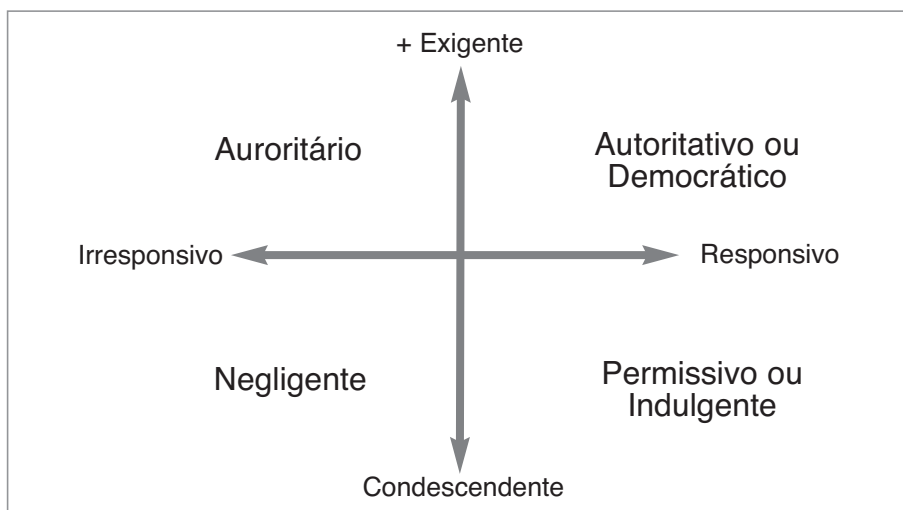 + Exigente
Auroritário
Autoritativo ou
Democrático
Irresponsivo
Responsivo
Negligente
Permissivo ou
Indulgente
Condescendente